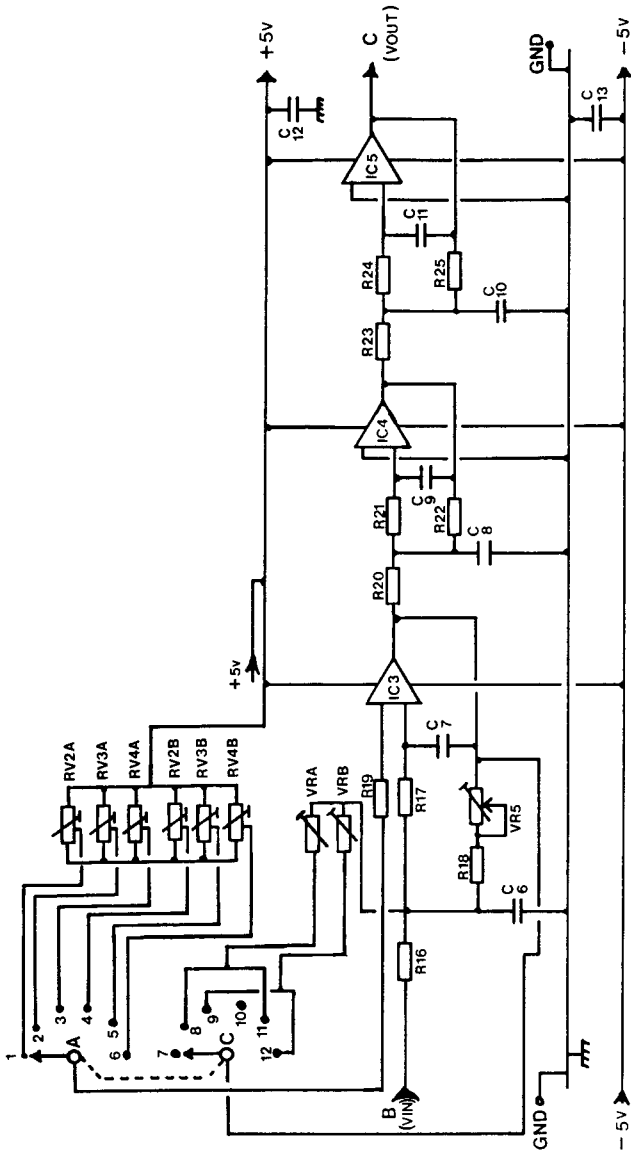 +5V
C (VOUT)
GND
-5V
C 12
C 13
IC5
C 11
R24
R25
C 10
R23
IC4
C 9
R21
R22
C 8
R20
+5V
IC3
C 7
R19
R17
VR5
R18
C 6
R16
RV2A
RV3A
RV4A
RV2B
RV3B
RV4B
VRA
VRB
1
2
3
4
5
6
A
7
8
9
10
11
12
C
B (VIN)
GND
-5V